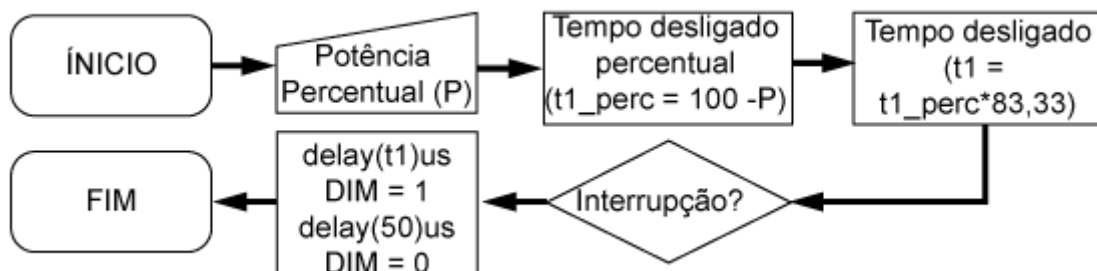 ÍNICIO
Potência
Percentual (P)
Tempo desligado
percentual
(t1_perc = 100 -P)
Tempo desligado
(t1 =
t1_perc*83,33)
Interrupção?
delay(t1)us
DIM = 1
delay(50)us
DIM = 0
FIM